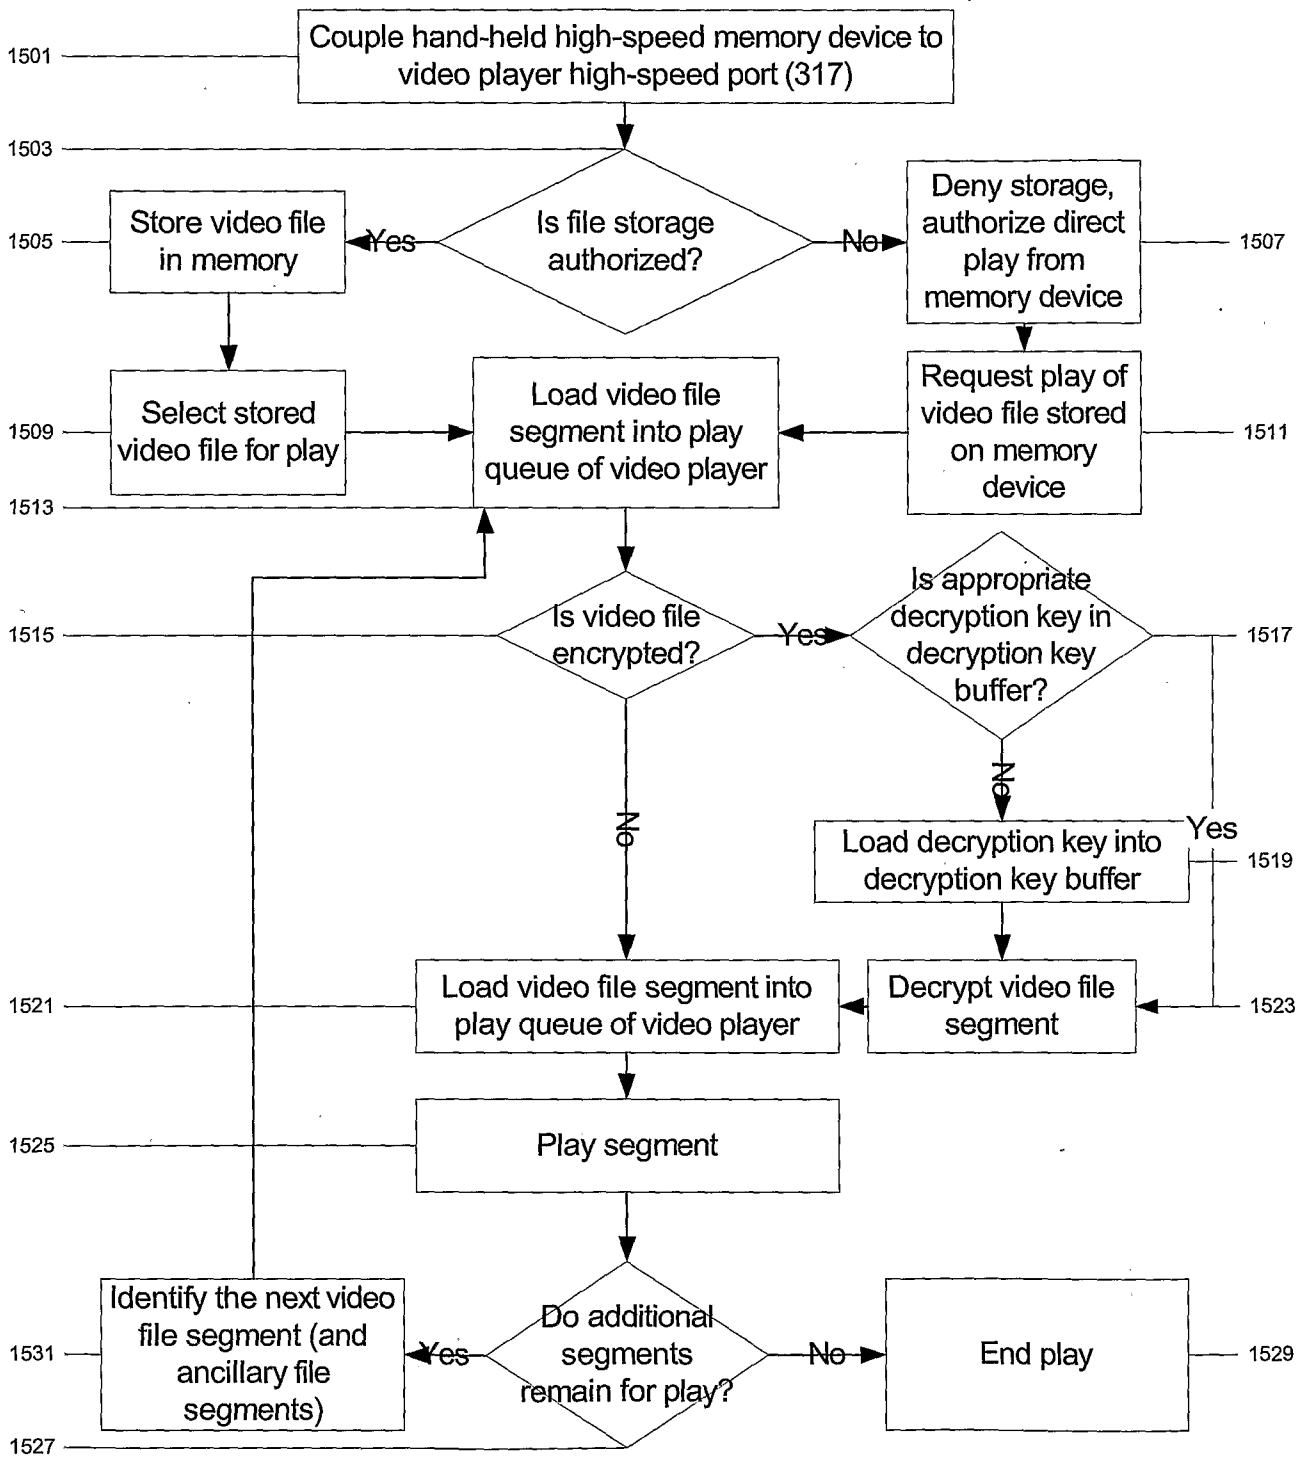 1501
Couple hand-held high-speed memory device to
video player high-speed port (317)
1503
Is file storage
authorized?
Yes
No
1505
Store video file
in memory
Deny storage,
authorize direct
play from
memory device
1507
1509
Select stored
video file for play
Load video file
segment into play
queue of video player
Request play of
video file stored
on memory
device
1511
1513
1515
Is video file
encrypted?
Yes
Is appropriate
decryption key in
decryption key
buffer?
1517
No
No
Yes
Load decryption key into
decryption key buffer
1519
1521
Load video file segment into
play queue of video player
Decrypt video file
segment
1523
1525
Play segment
1531
Identify the next video
file segment (and
ancillary file
segments)
Yes
Do additional
segments
remain for play?
No
End play
1529
1527